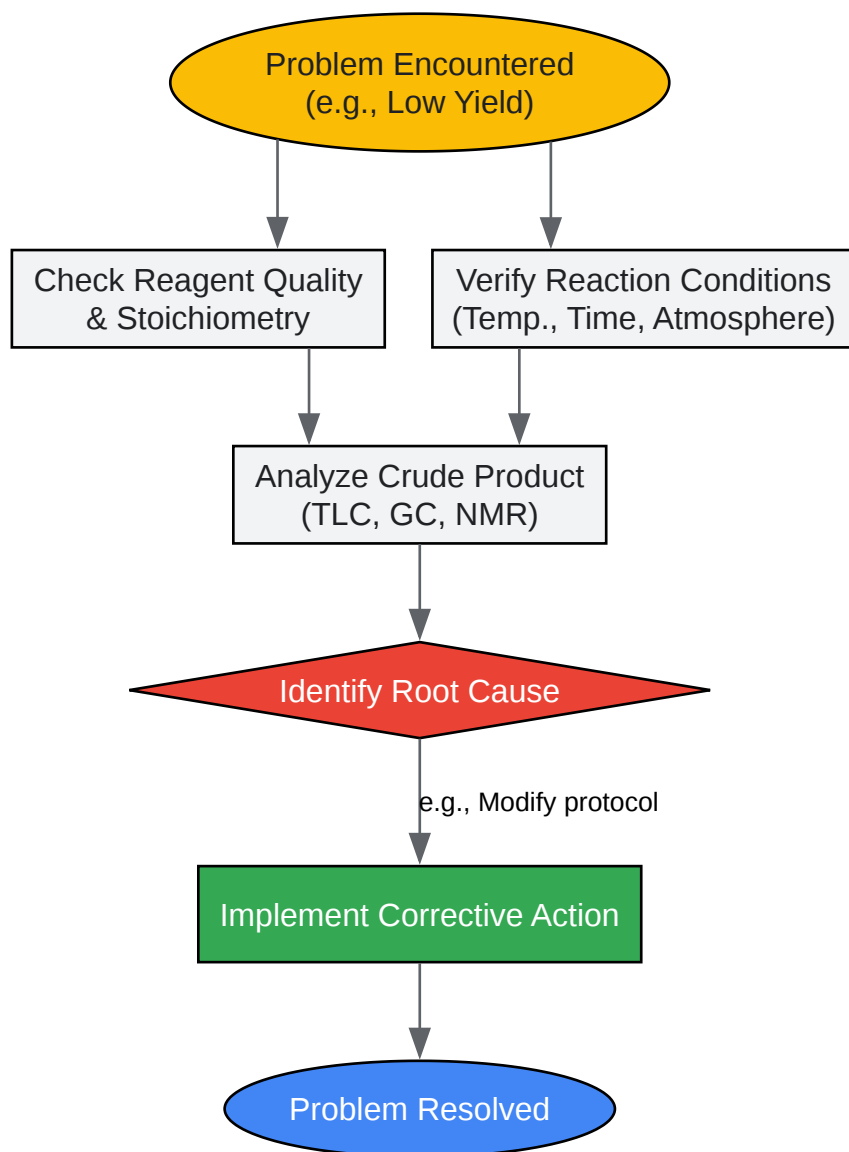 Problem Encountered
(e.g., Low Yield)
Check Reagent Quality
& Stoichiometry
Verify Reaction Conditions
(Temp., Time, Atmosphere)
Analyze Crude Product
(TLC, GC, NMR)
Identify Root Cause
e.g., Modify protocol
Implement Corrective Action
Problem Resolved